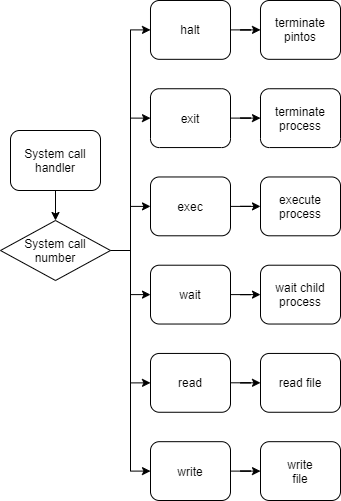 System call
handler
System call
number
halt
terminate
pintos
exit
terminate
process
exec
execute
process
wait
wait child
process
read
read file
write
write
file